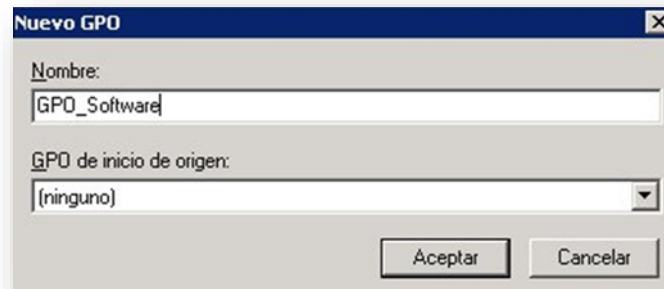 Nuevo GPO
Nombre:
GPO_Software
GPO de inicio de origen:
(ninguno)
Aceptar
Cancelar